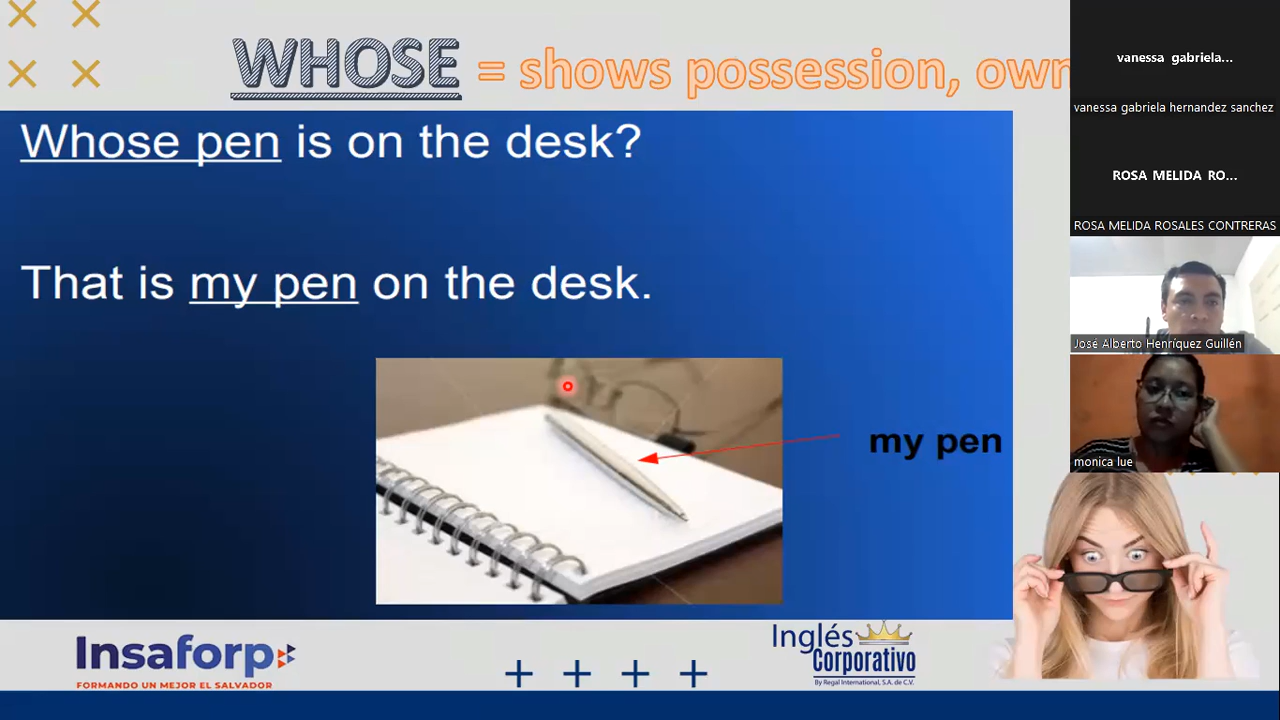 WHOSE = shows possession, own
Whose pen is on the desk?
That is my pen on the desk.
my pen
Insaforp
FORMANDO UN MEJOR EL SALVADOR
Inglés
Corporativo
By Regal International, S.A. de C.V.
vanessa gabriela...
vanessa gabriela hernandez sanchez
ROSA MELIDA RO...
ROSA MELIDA ROSALES CONTRERAS
José Alberto Henríquez Guillén
monica lue